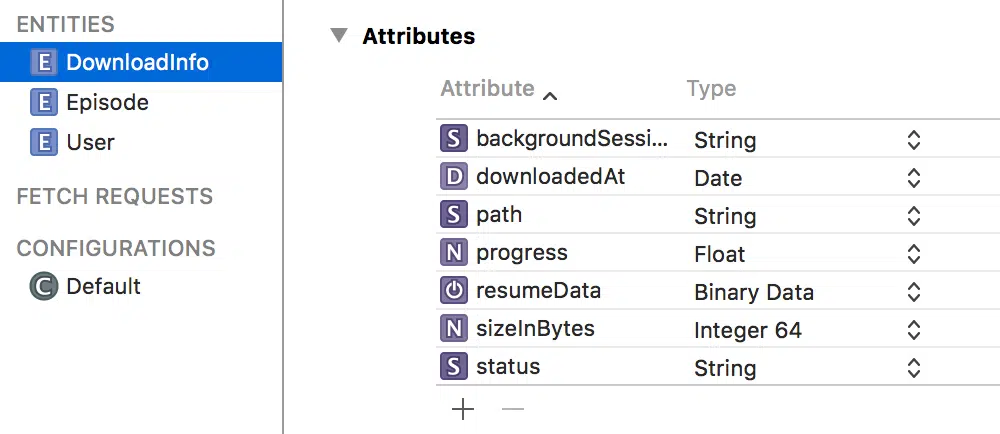 ENTITIES
E DownloadInfo
E Episode
E User
FETCH REQUESTS
CONFIGURATIONS
C Default
Attributes
Attribute Type
S backgroundSessi... String
D downloadedAt Date
S path String
N progress Float
resumeData Binary Data
N sizeInBytes Integer 64
S status String